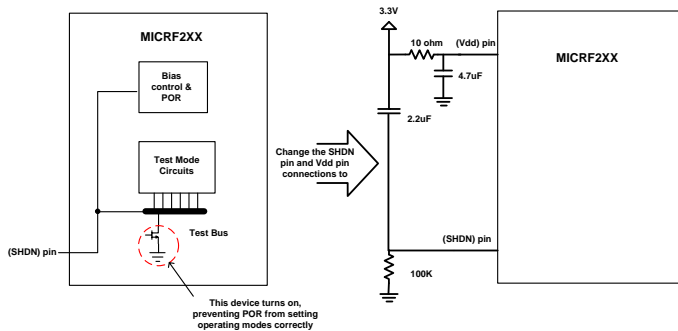 MICRF2XX
Bias
control &
POR
Test Mode
Circuits
Test Bus
(SHDN) pin
This device turns on,
preventing POR from setting
operating modes correctly
Change the SHDN
pin and Vdd pin
connections to
3.3V
10 ohm
(Vdd) pin
4.7uF
2.2uF
(SHDN) pin
100K
MICRF2XX